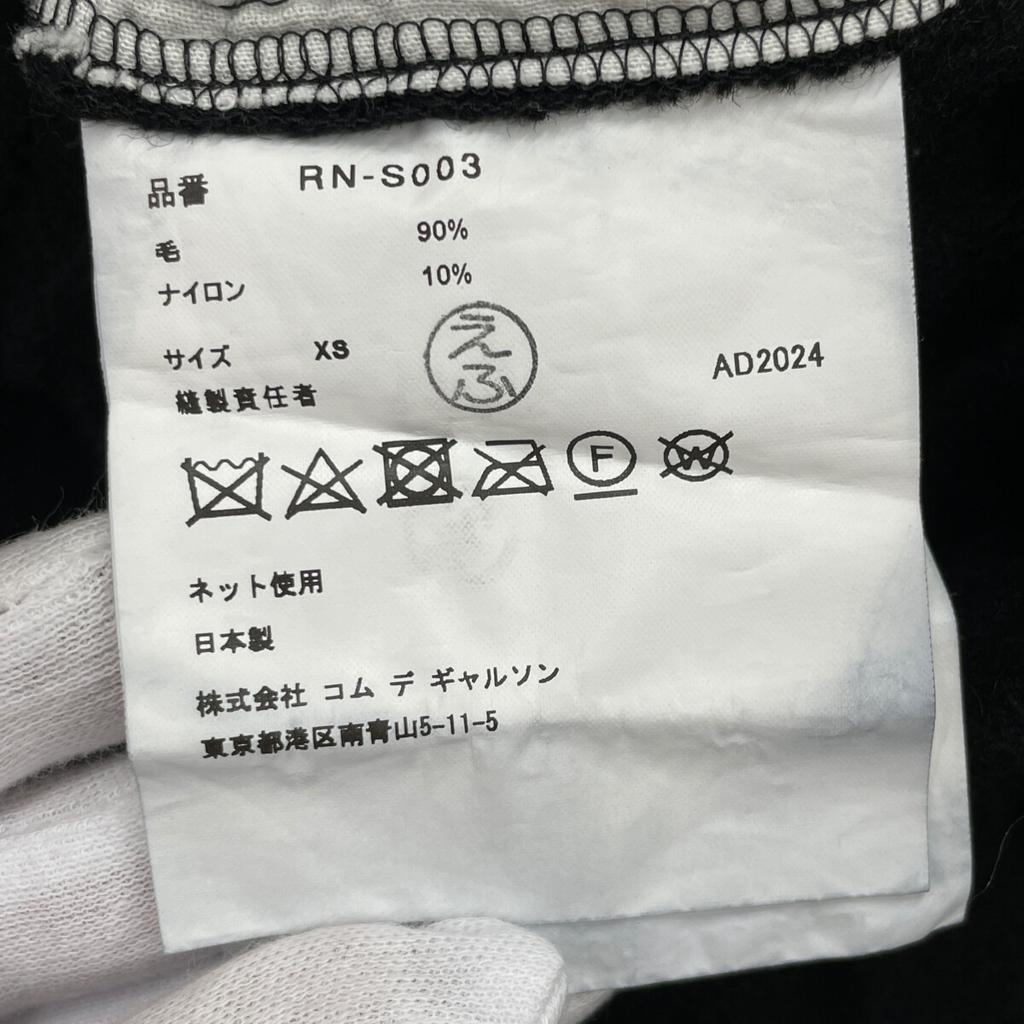 品番 RN-S003
毛 90%
ナイロン 10%
サイズ XS
えふ
AD2024
縫製責任者
F W
ネット使用
日本製
株式会社 コム デ ギャルソン
東京都港区南青山5-11-5